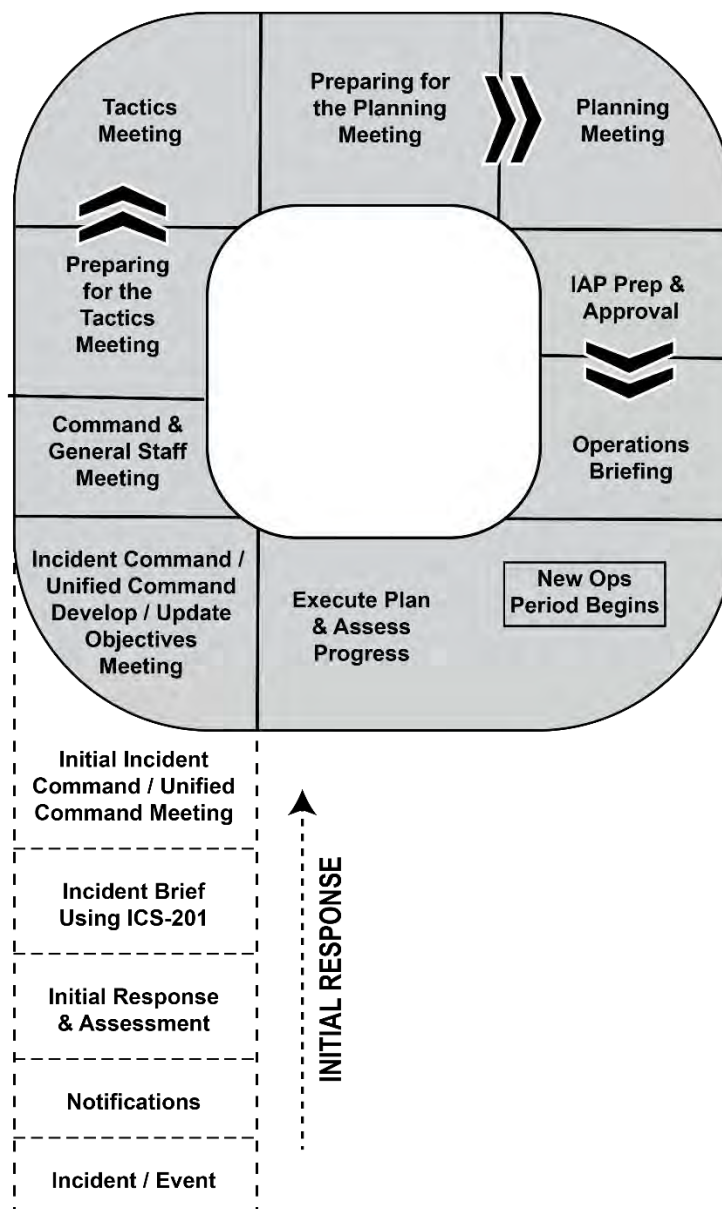 Tactics
Meeting
Preparing for
the Planning
Meeting
Planning
Meeting
Preparing
for the
Tactics
Meeting
IAP Prep &
Approval
Command &
General Staff
Meeting
Operations
Briefing
Incident Command /
Unified Command
Develop / Update
Objectives
Meeting
Execute Plan
& Assess
Progress
New Ops
Period Begins
Initial Incident
Command / Unified
Command Meeting
Incident Brief
Using ICS-201
Initial Response
& Assessment
Notifications
Incident / Event
INITIAL RESPONSE